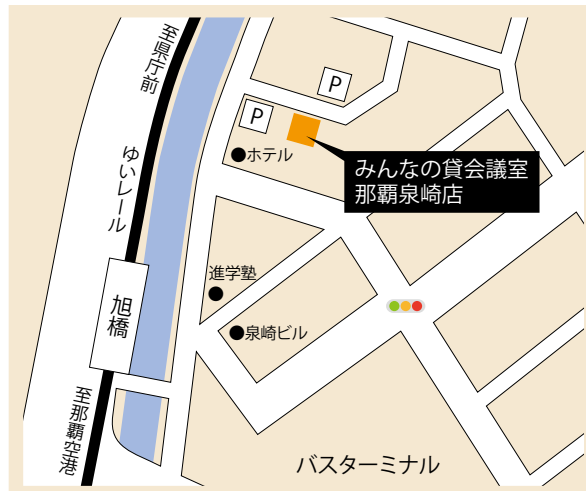 至県庁前
P
P
ホテル
みんなの貸会議室
那覇泉崎店
ゆいレール
進学塾
旭橋
泉崎ビル
至那覇空港
バスターミナル